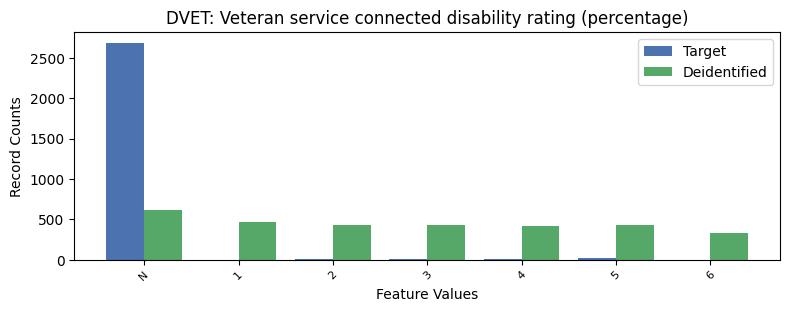 DVET: Veteran service connected disability rating (percentage)
Target
Deidentified
Record Counts
2500
2000
1500
1000
500
0
N 1 2 3 4 5 6
Feature Values